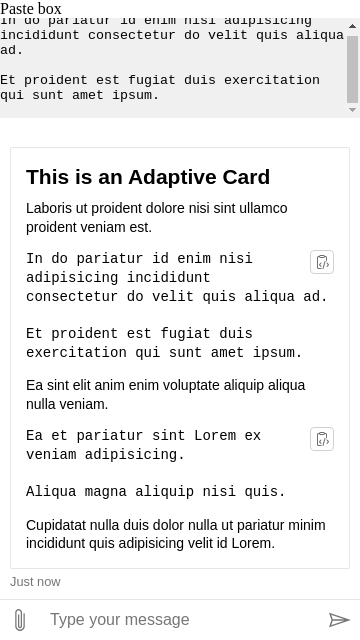 Paste box
In do pariatur id enim nisi adipisicing
incididunt consectetur do velit quis aliqua
ad.
Et proident est fugiat duis exercitation
qui sunt amet ipsum.
This is an Adaptive Card
Laboris ut proident dolore nisi sint ullamco
proident veniam est.
In do pariatur id enim nisi
adipisicing incididunt
consectetur do velit quis aliqua ad.
Et proident est fugiat duis
exercitation qui sunt amet ipsum.
Ea sint elit anim enim voluptate aliquip aliqua
nulla veniam.
Ea et pariatur sint Lorem ex
veniam adipisicing.
Aliqua magna aliquip nisi quis.
Cupidatat nulla duis dolor nulla ut pariatur minim
incididunt quis adipisicing velit id Lorem.
Just now
Type your message